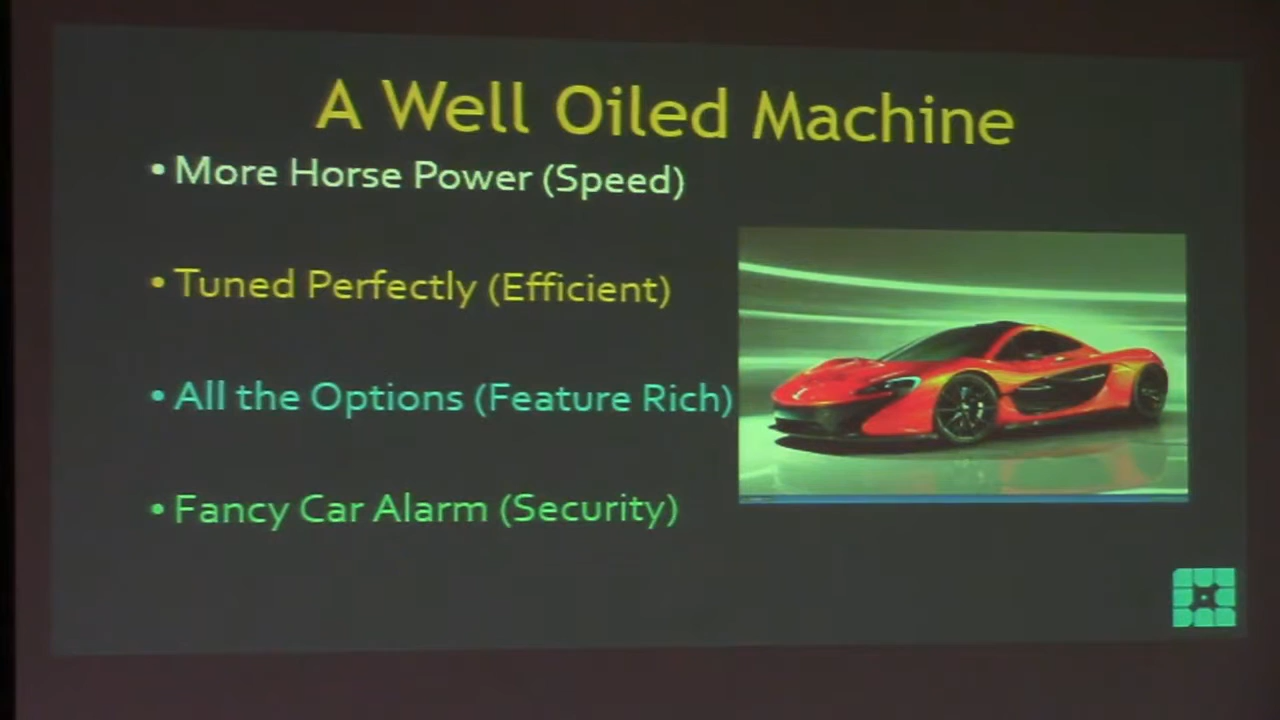 A Well Oiled Machine
• More Horse Power (Speed)
• Tuned Perfectly (Efficient)
• All the Options (Feature Rich)
• Fancy Car Alarm (Security)